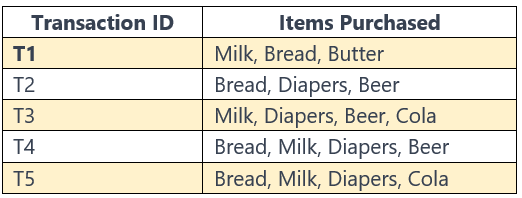 Transaction ID Items Purchased
T1 Milk, Bread, Butter
T2 Bread, Diapers, Beer
T3 Milk, Diapers, Beer, Cola
T4 Bread, Milk, Diapers, Beer
T5 Bread, Milk, Diapers, Cola